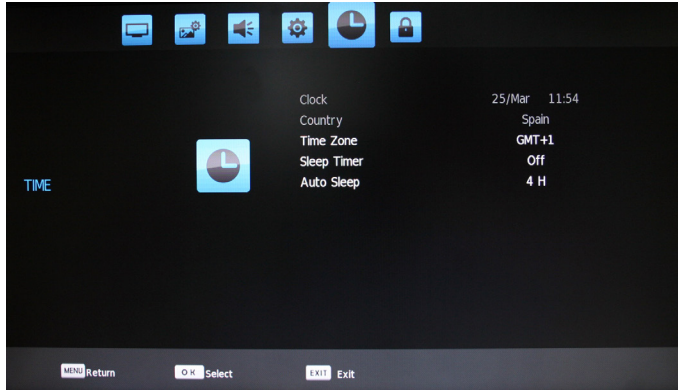 Clock 25/Mar 11:54
Country Spain
Time Zone GMT+1
Sleep Timer Off
TIME
Auto Sleep 4 H
MENU Return OK Select EXIT Exit